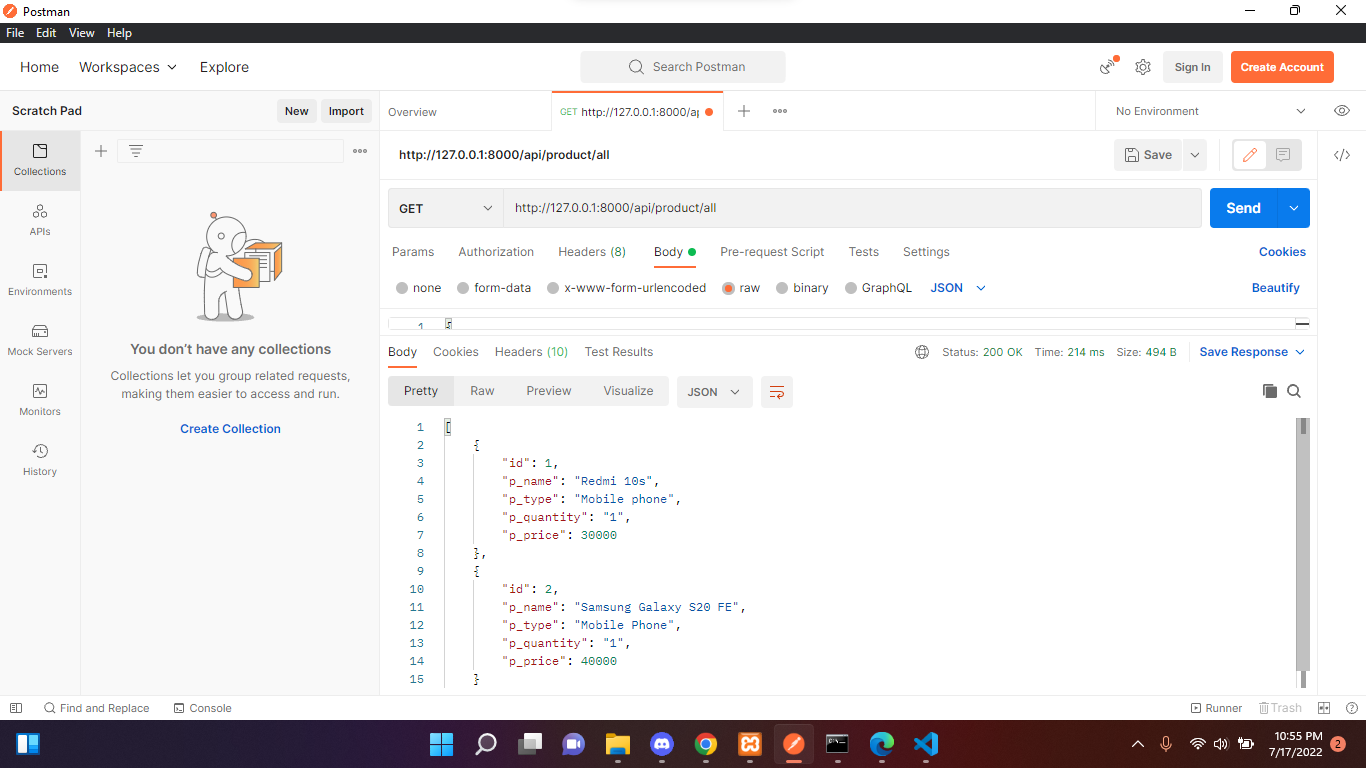 Postman
File Edit View Help
Home Workspaces Explore Search Postman Sign In Create Account
Scratch Pad New Import Overview GET http://127.0.0.1:8000/ap No Environment
http://127.0.0.1:8000/api/product/all Save
Collections
GET http://127.0.0.1:8000/api/product/all Send
APIs
Params Authorization Headers (8) Body Pre-request Script Tests Settings Cookies
Environments
none form-data x-www-form-urlencoded raw binary GraphQL JSON Beautify
1 {
Mock Servers
You don't have any collections
Collections let you group related requests,
making them easier to access and run.
Create Collection
Monitors
History
Body Cookies Headers (10) Test Results Status: 200 OK Time: 214 ms Size: 494 B Save Response
Pretty Raw Preview Visualize JSON
1 [
2 {
3 "id": 1,
4 "p_name": "Redmi 10s",
5 "p_type": "Mobile phone",
6 "p_quantity": "1",
7 "p_price": 30000
8 },
9 {
10 "id": 2,
11 "p_name": "Samsung Galaxy S20 FE",
12 "p_type": "Mobile Phone",
13 "p_quantity": "1",
14 "p_price": 40000
15 }
Find and Replace Console Runner Trash
10:55 PM
7/17/2022 2